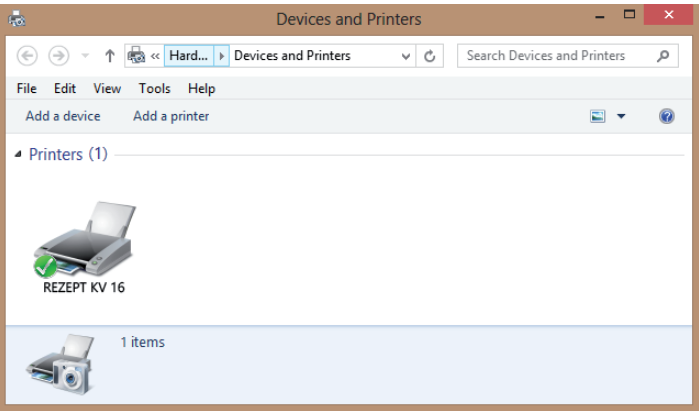 Devices and Printers
« Hard... Devices and Printers Search Devices and Printers
File Edit View Tools Help
Add a device Add a printer
Printers (1)
REZEPT KV 16
1 items